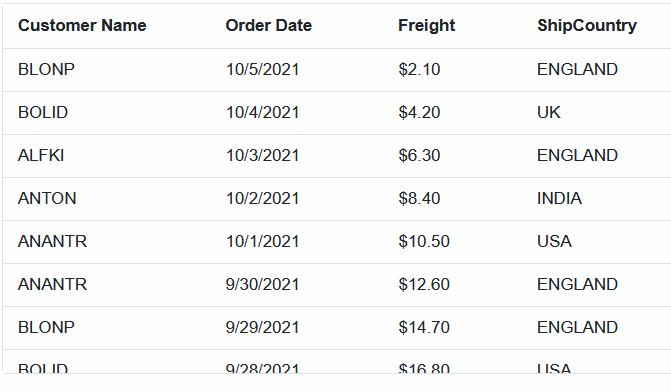 Customer Name Order Date Freight ShipCountry
BLONP 10/5/2021 $2.10 ENGLAND
BOLID 10/4/2021 $4.20 UK
ALFKI 10/3/2021 $6.30 ENGLAND
ANTON 10/2/2021 $8.40 INDIA
ANANTR 10/1/2021 $10.50 USA
ANANTR 9/30/2021 $12.60 ENGLAND
BLONP 9/29/2021 $14.70 ENGLAND
BOLID 9/28/2021 $16.80 USA